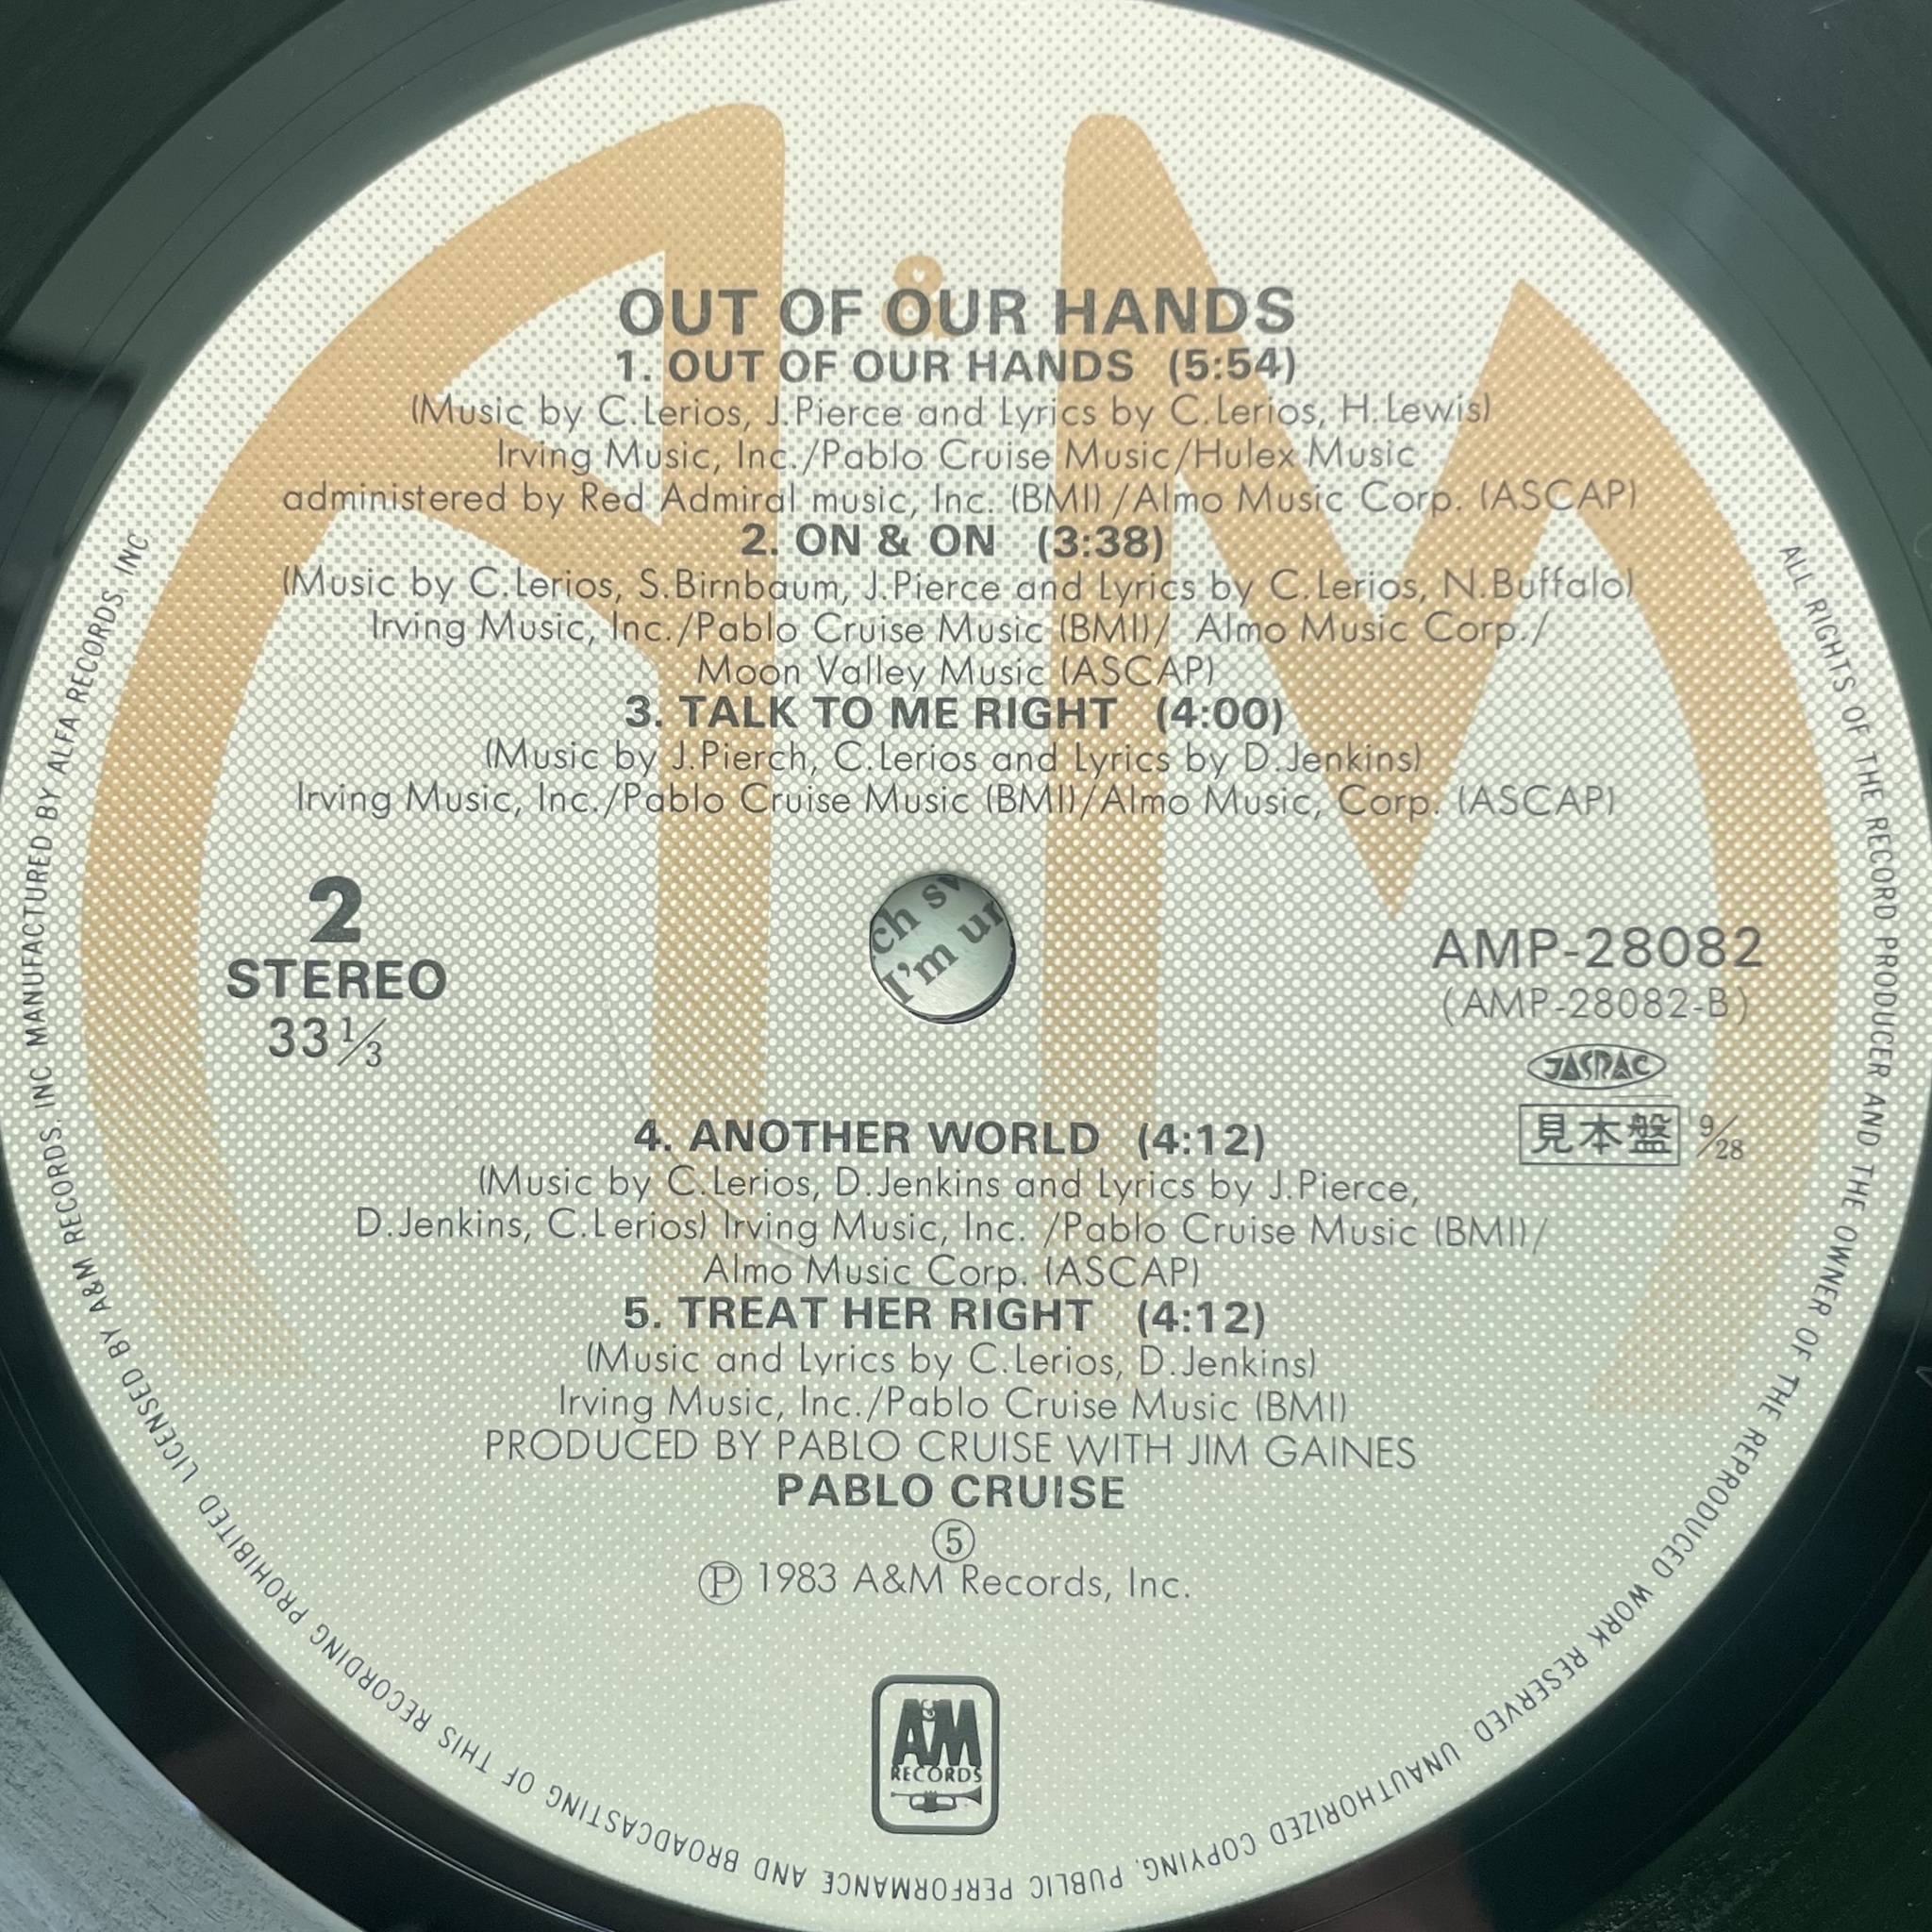 &
OUT OF OUR HANDS
1. OUT OF OUR HANDS (5:54)
(Music by C.Lerios, J.Pierce and Lyrics by C.Lerios, H.Lewis)
Irving Music, Inc./Pablo Cruise Music/Hulex Music
administered by Red Admiral music, Inc. (BMI) /Almo Music Corp. (ASCAP)
2. ON & ON (3:38)
(Music by C.Lerios, S.Birnbaum, J.Pierce and Lyrics by C.Lerios, N.Buffalo)
Irving Music, Inc./Pablo Cruise Music (BMI)/ Almo Music Corp./
Moon Valley Music (ASCAP)
3. TALK TO ME RIGHT (4:00)
(Music by J.Pierch, C.Lerios and Lyrics by D.Jenkins)
Irving Music, Inc./Pablo Cruise Music (BMI)/Almo Music, Corp. (ASCAP)
2
STEREO
33⅓
ch sw
I'm ur
AMP-28082
(AMP-28082-B)
JASRAC
見本盤 9/28
4. ANOTHER WORLD (4:12)
(Music by C.Lerios, D.Jenkins and Lyrics by J.Pierce,
D.Jenkins, C.Lerios) Irving Music, Inc. /Pablo Cruise Music (BMI)/
Almo Music Corp. (ASCAP)
5. TREAT HER RIGHT (4:12)
(Music and Lyrics by C.Lerios, D.Jenkins)
Irving Music, Inc./Pablo Cruise Music (BMI)
PRODUCED BY PABLO CRUISE WITH JIM GAINES
PABLO CRUISE
⑤
Ⓟ 1983 A&M Records, Inc.
A&M
RECORDS
ALL RIGHTS OF THE RECORD PRODUCER AND THE OWNER OF THE REPRODUCED WORK RESERVED. UNAUTHORIZED COPYING, PUBLIC PERFORMANCE AND BROADCASTING OF THIS RECORDING PROHIBITED LICENSED BY A&M RECORDS. INC MANUFACTURED BY ALFA RECORDS, INC